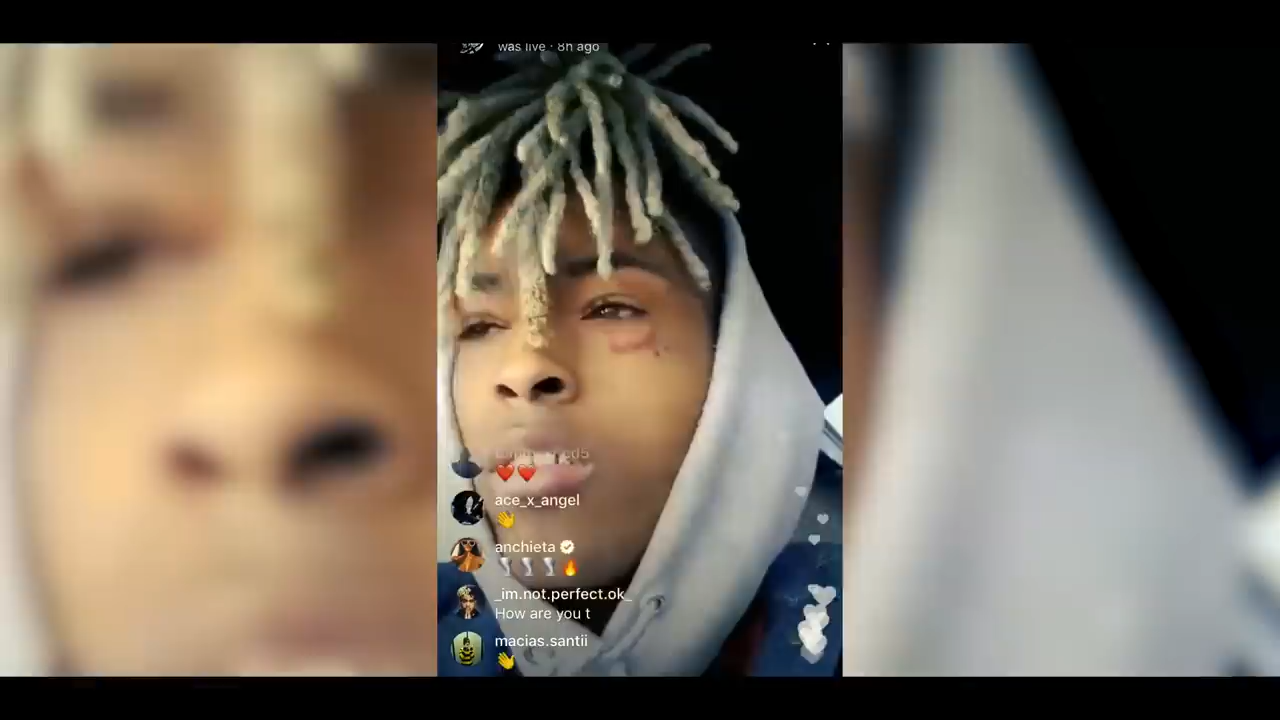 was live · 8h ago
❤️❤️
ace_x_angel
👋
anchieta
🌪🌪🌪🔥
_im.not.perfect.ok_
How are you t
macias.santii
👋